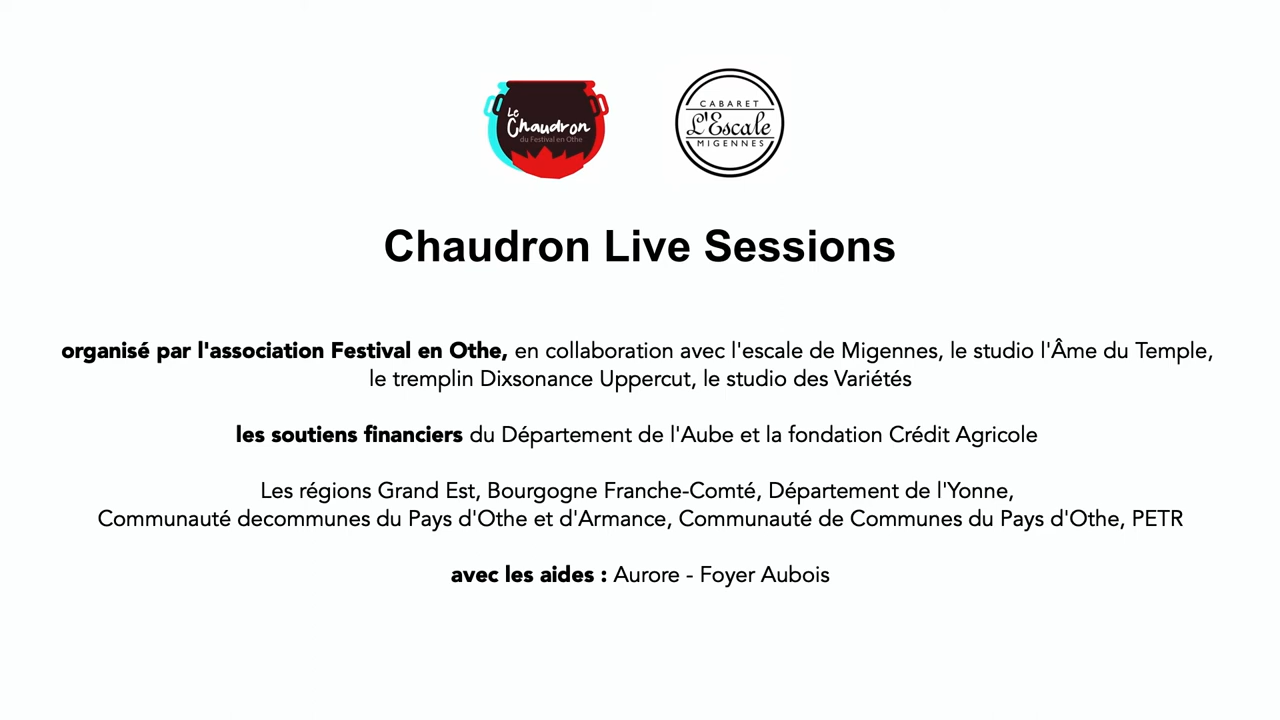 Le
Chaudron
du Festival en Othe
CABARET
L'Escale
MIGENNES
Chaudron Live Sessions
organisé par l'association Festival en Othe, en collaboration avec l'escale de Migennes, le studio l'Âme du Temple,
le tremplin Dixsonance Uppercut, le studio des Variétés
les soutiens financiers du Département de l'Aube et la fondation Crédit Agricole
Les régions Grand Est, Bourgogne Franche-Comté, Département de l'Yonne,
Communauté decommunes du Pays d'Othe et d'Armance, Communauté de Communes du Pays d'Othe, PETR
avec les aides : Aurore - Foyer Aubois